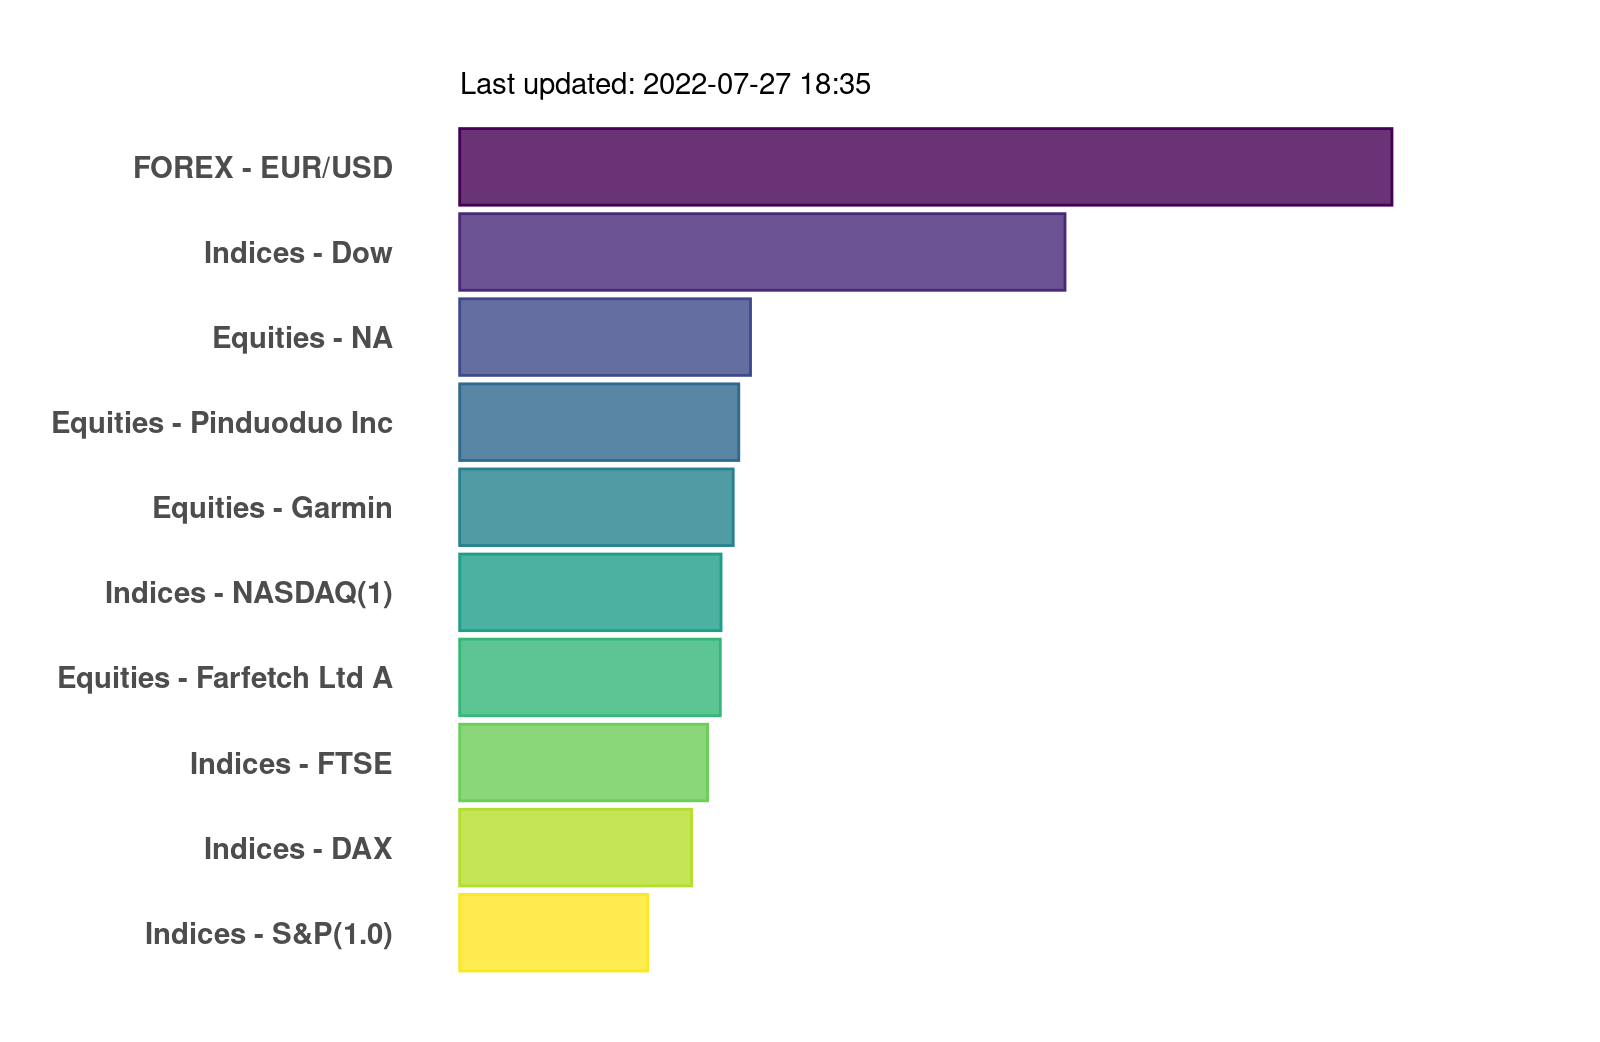 Last updated: 2022-07-27 18:35
FOREX - EUR/USD
Indices - Dow
Equities - NA
Equities - Pinduoduo Inc
Equities - Garmin
Indices - NASDAQ(1)
Equities - Farfetch Ltd A
Indices - FTSE
Indices - DAX
Indices - S&P(1.0)